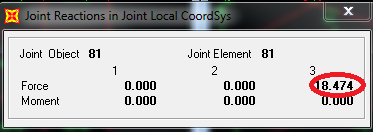 Joint Reactions in Joint Local CoordSys
Joint Object 81 Joint Element 81
1 2 3
Force 0.000 0.000 18.474
Moment 0.000 0.000 0.000